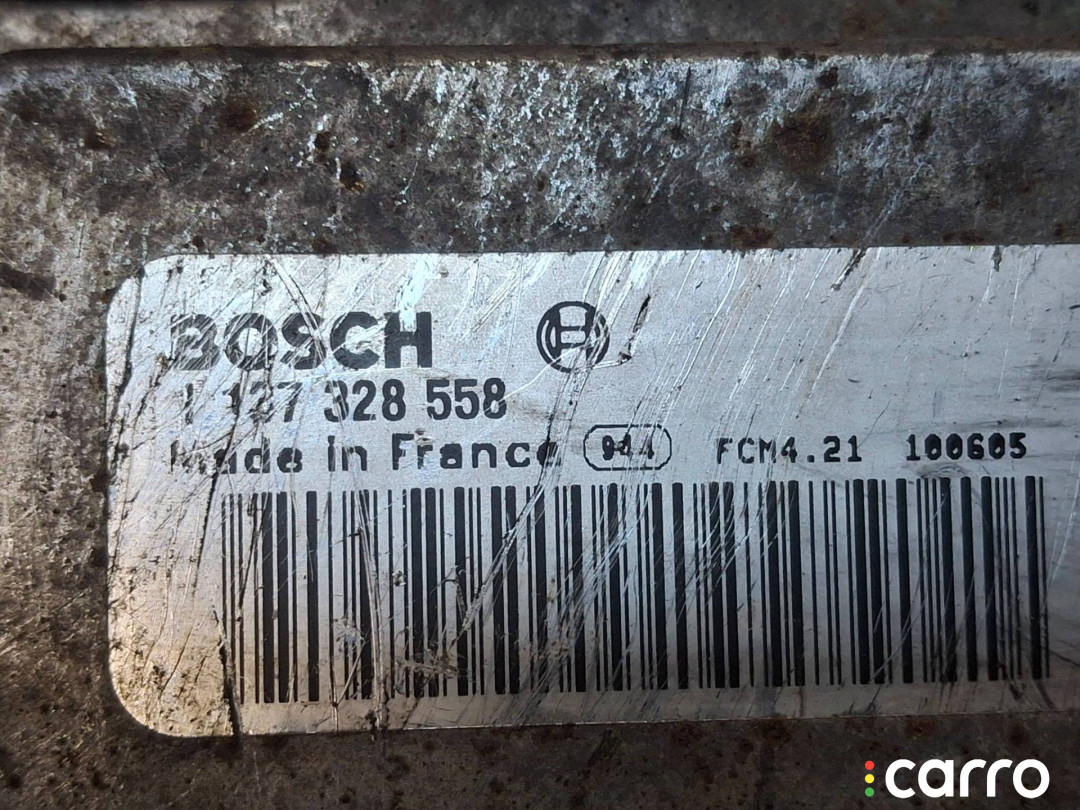 BOSCH
1 137 328 558
Made in France 944 FCM4.21 100605
carro